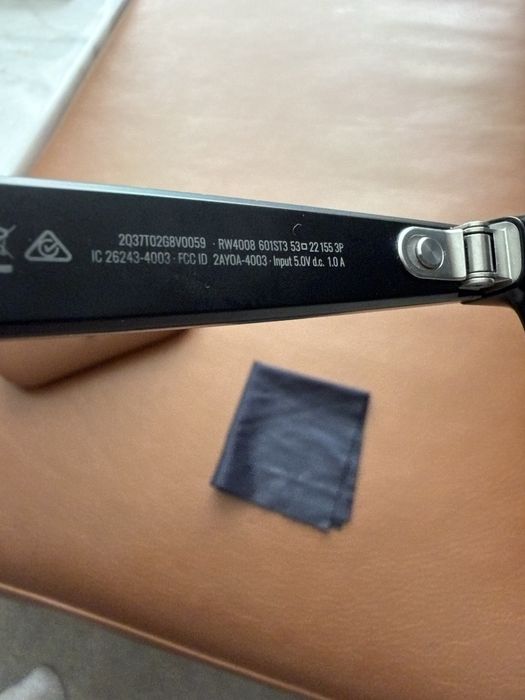 2Q37T02G8V0059 · RW4008 601ST3 53□22 155 3P
IC 26243-4003 · FCC ID 2AYOA-4003 · Input 5.0V d.c. 1.0 A